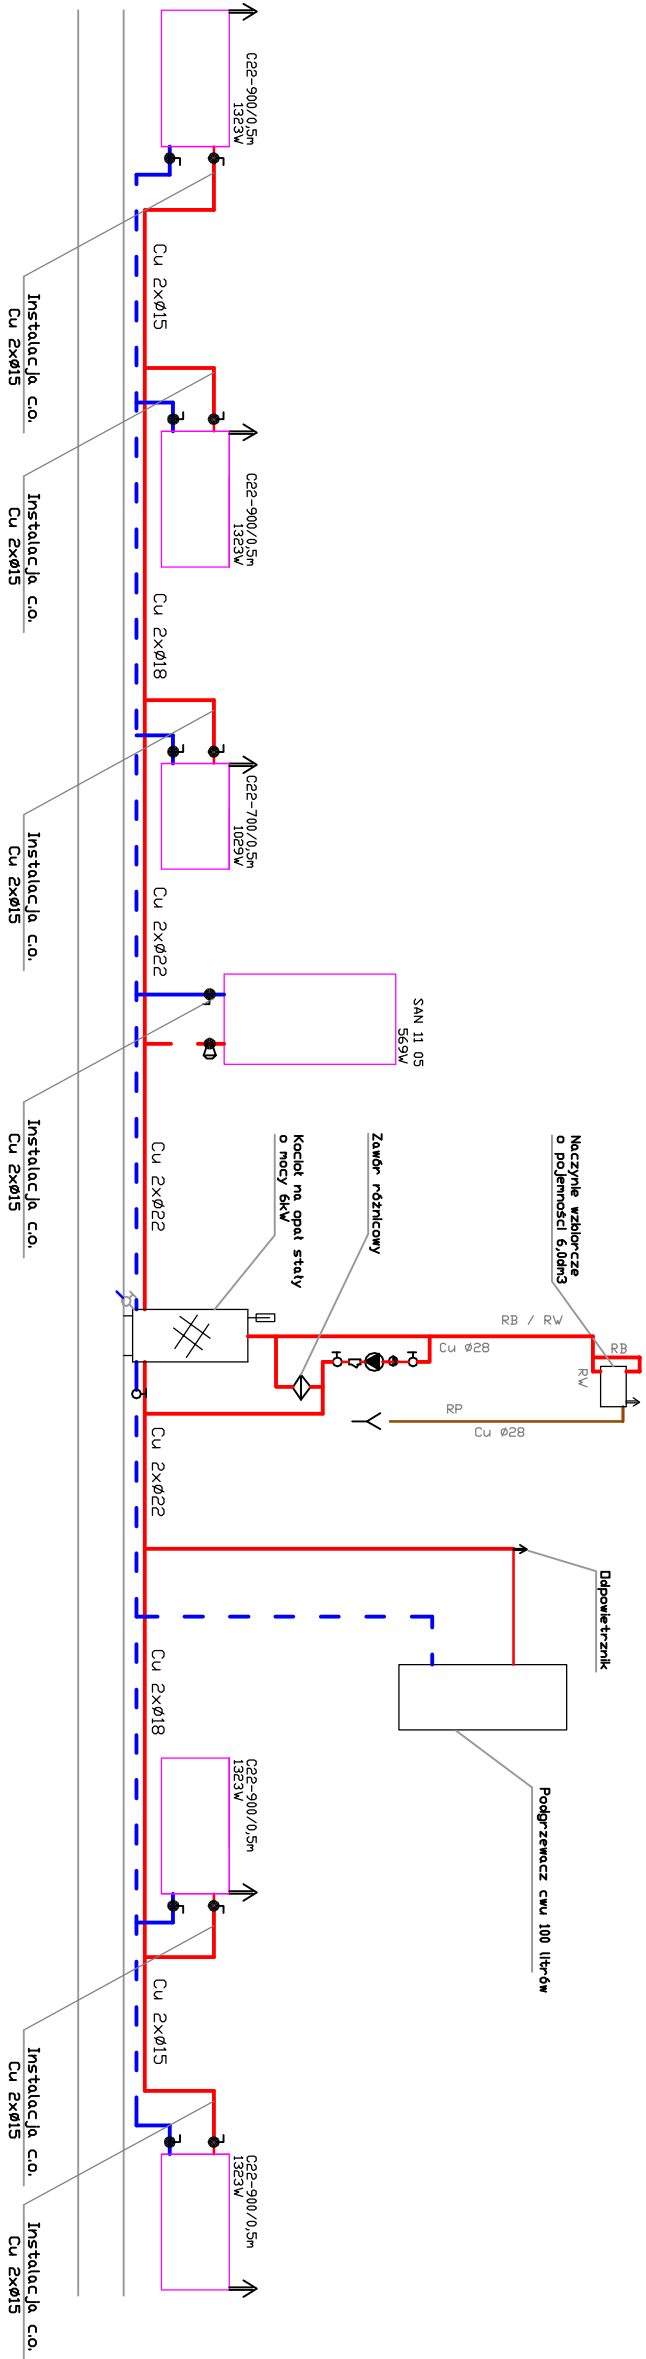 C22-900/0,5m
1323W
Cu 2xØ15
Instalacja c.o.
Cu 2xØ15
C22-900/0,5m
1323W
Instalacja c.o.
Cu 2xØ15
Cu 2xØ18
C22-700/0,5m
1029W
Instalacja c.o.
Cu 2xØ15
Cu 2xØ22
SAN 11 05
569W
Instalacja c.o.
Cu 2xØ15
Cu 2xØ22
Kocioł na opał stały
o mocy 6kW
Zawór różnicowy
Naczynie wzbiorcze
o pojemności 6,0dm3
RB / RW
Cu Ø28
RB
RW
RP
Cu Ø28
Cu 2xØ22
Odpowietrznik
Podgrzewacz cwu 100 litrów
Cu 2xØ18
C22-900/0,5m
1323W
Instalacja c.o.
Cu 2xØ15
Cu 2xØ15
C22-900/0,5m
1323W
Instalacja c.o.
Cu 2xØ15